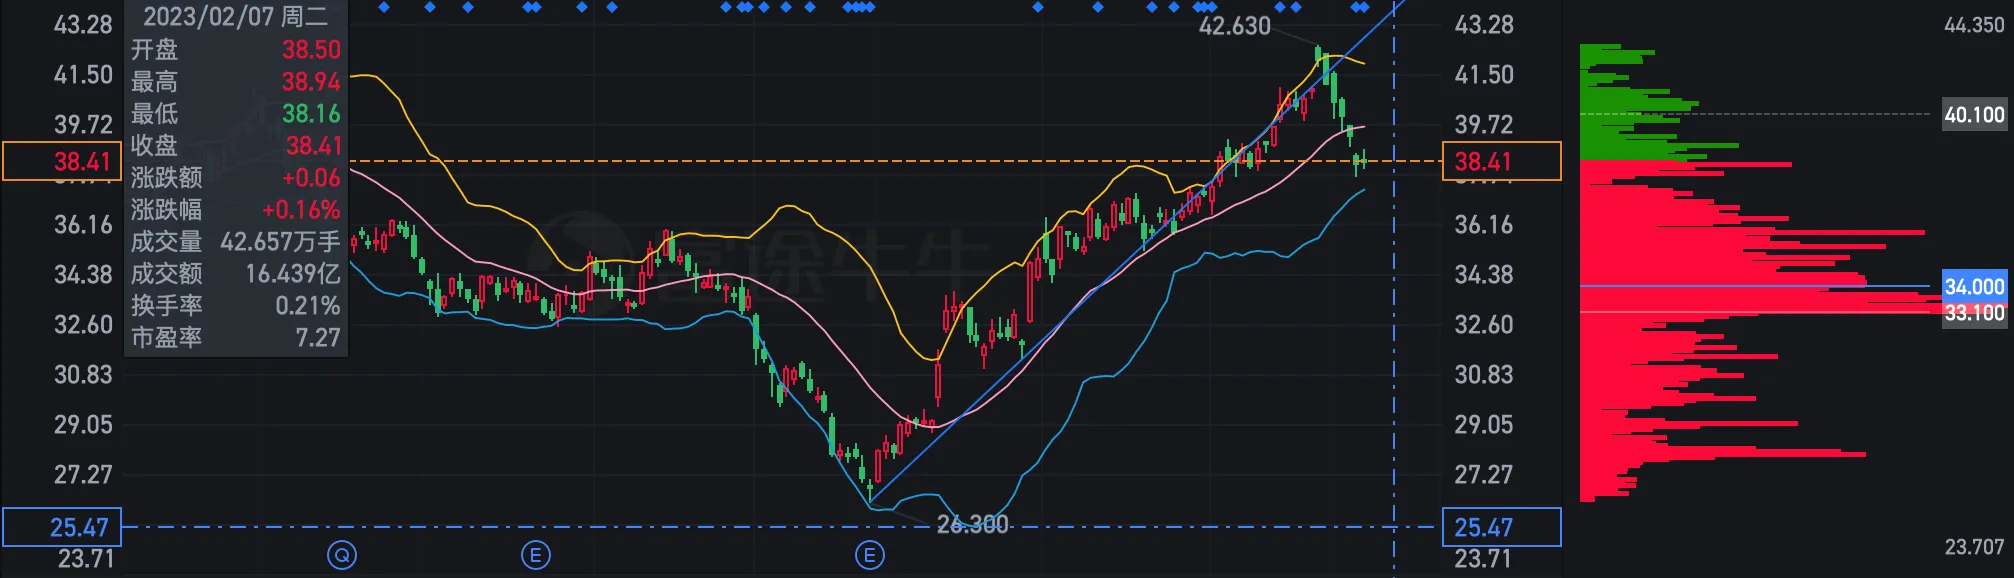 43.28
41.50
39.72
38.41
36.16
34.38
32.60
30.83
29.05
27.27
25.47
23.71
2023/02/07 周二
开盘 38.50
最高 38.94
最低 38.16
收盘 38.41
涨跌额 +0.06
涨跌幅 +0.16%
成交量 42.657万手
成交额 16.439亿
换手率 0.21%
市盈率 7.27
42.630
富途牛牛
26.300
Q
E
E
43.28
41.50
39.72
38.41
36.16
34.38
32.60
30.83
29.05
27.27
25.47
23.71
44.350
40.100
34.000
33.100
23.707